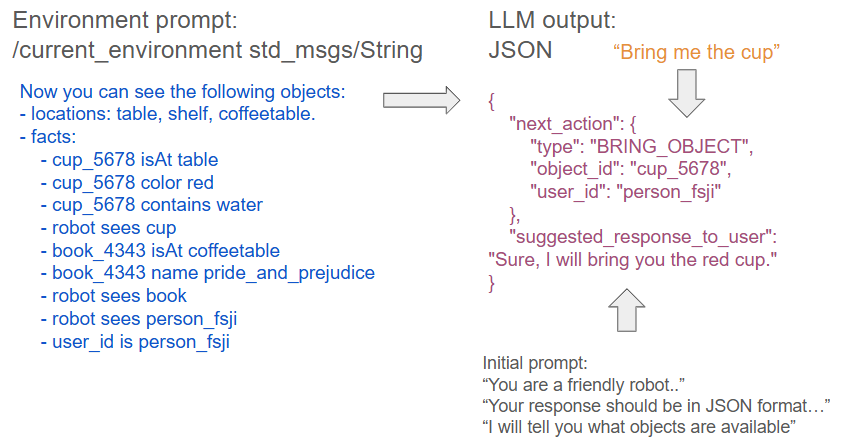 Environment prompt:
/current_environment std_msgs/String
Now you can see the following objects:
- locations: table, shelf, coffeetable.
- facts:
- cup_5678 isAt table
- cup_5678 color red
- cup_5678 contains water
- robot sees cup
- book_4343 isAt coffeetable
- book_4343 name pride_and_prejudice
- robot sees book
- robot sees person_fsji
- user_id is person_fsji
LLM output:
JSON
“Bring me the cup”
{
"next_action": {
"type": "BRING_OBJECT",
"object_id": "cup_5678",
"user_id": "person_fsji"
},
"suggested_response_to_user":
"Sure, I will bring you the red cup."
}
Initial prompt:
“You are a friendly robot..”
“Your response should be in JSON format…”
“I will tell you what objects are available”